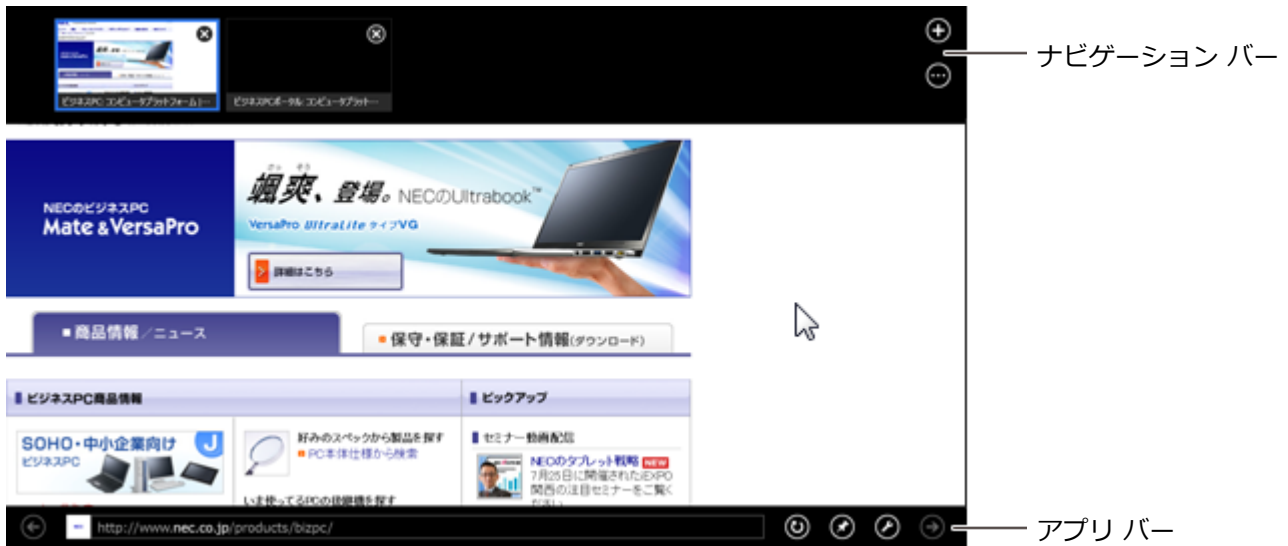 ナビゲーション バー
ビジネスPC: コンピュータプラットフォーム |…
ビジネスPCポータル: コンピュータプラット…
NECのビジネスPC
Mate & VersaPro
さっ そう
颯爽、登場。NECのUltrabook™
VersaPro UltraLite タイプVG
詳細はこちら
■商品情報/ニュース
■保守・保証/サポート情報(ダウンロード)
ビジネスPC商品情報
ピックアップ
SOHO・中小企業向け J
ビジネスPC
好みのスペックから製品を探す
PC本体仕様から検索
いま使ってるPCの後継機を探す
セミナー動画配信
NECのタブレット戦略 NEW
7月25日に開催されたiEXPO
関西の注目セミナーをご覧く
ださい
http://www.nec.co.jp/products/bizpc/
アプリ バー